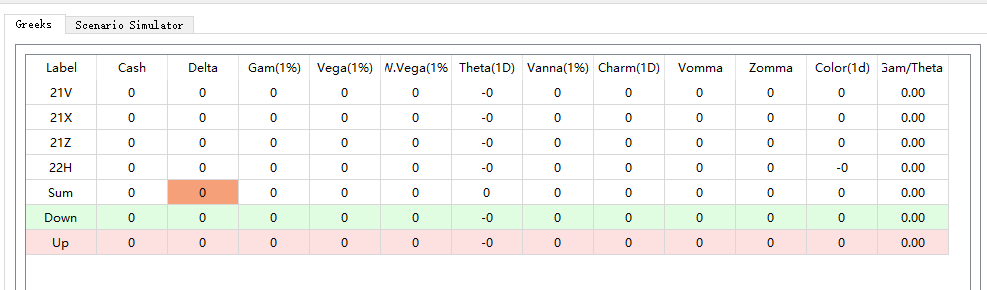 Greeks Scenario Simulator
Label Cash Delta Gam(1%) Vega(1%) W.Vega(1% Theta(1D) Vanna(1%) Charm(1D) Vomma Zomma Color(1d) Gam/Theta
21V 0 0 0 0 0 -0 0 0 0 0 0 0.00
21X 0 0 0 0 0 -0 0 0 0 0 0 0.00
21Z 0 0 0 0 0 -0 0 0 0 0 0 0.00
22H 0 0 0 0 0 -0 0 0 0 0 -0 0.00
Sum 0 0 0 0 0 0 0 0 0 0 0 0.00
Down 0 0 0 0 0 -0 0 0 0 0 0 0.00
Up 0 0 0 0 0 -0 0 0 0 0 0 0.00